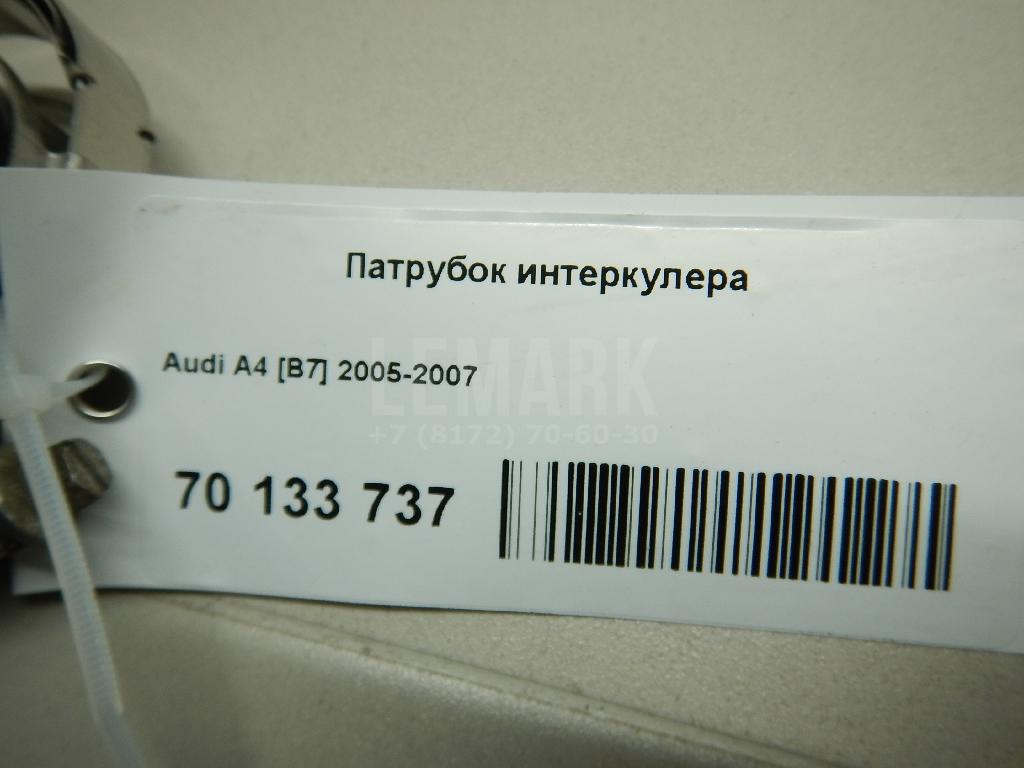 Патрубок интеркулера
Audi A4 [B7] 2005-2007
LEMARK
+7 (8172) 70-60-30
70 133 737